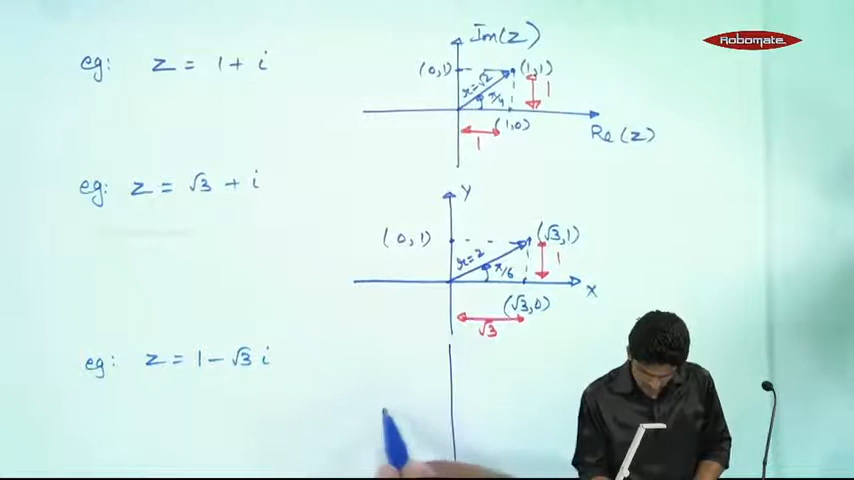 Robomate.
eg: z = 1 + i
Im(z)
(0,1)
(1,1)
r=√2
π/4
1
(1,0)
Re(z)
1
eg: z = √3 + i
Y
(0,1)
(√3,1)
r=2
π/6
1
X
(√3,0)
√3
eg: z = 1 - √3 i